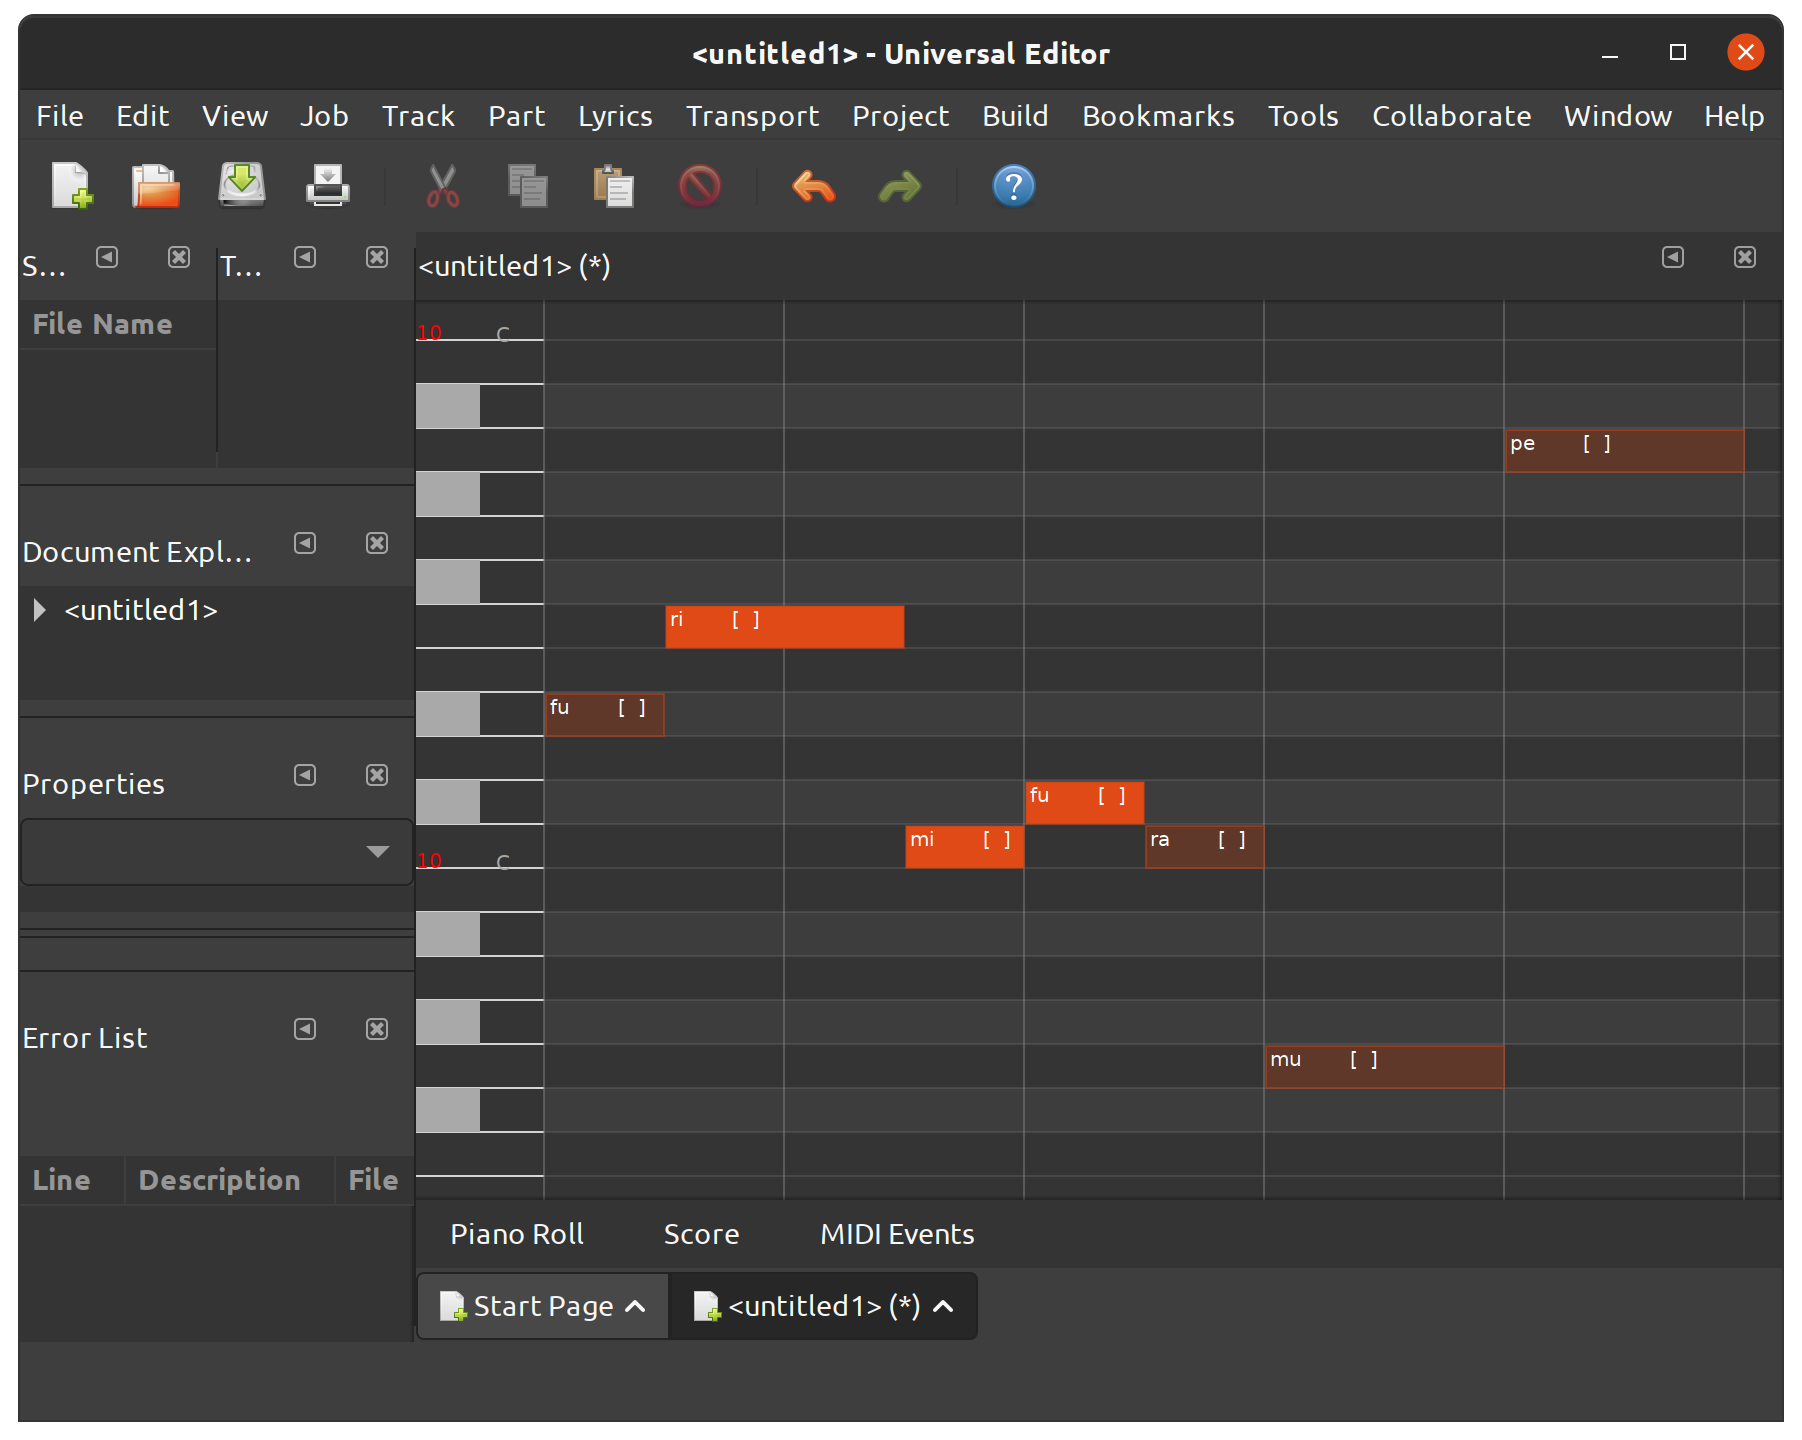 <untitled1> - Universal Editor
File Edit View Job Track Part Lyrics Transport Project Build Bookmarks Tools Collaborate Window Help
S... T... <untitled1> (*)
File Name
10 C
pe [ ]
Document Expl...
<untitled1>
ri [ ]
fu [ ]
Properties
fu [ ]
mi [ ] ra [ ]
10 C
Error List
mu [ ]
Line Description File
Piano Roll Score MIDI Events
Start Page <untitled1> (*)